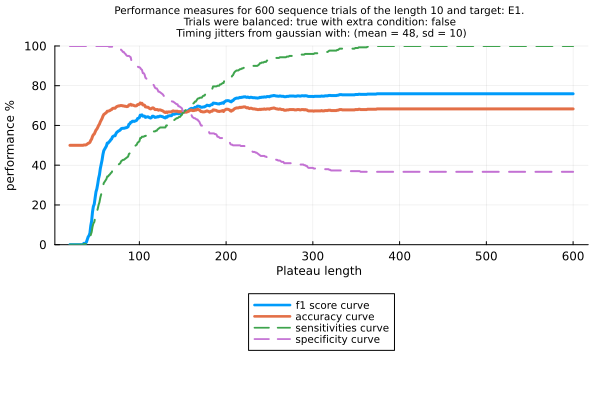 Performance measures for 600 sequence trials of the length 10 and target: E1.
Trials were balanced: true with extra condition: false
Timing jitters from gaussian with: (mean = 48, sd = 10)
100
80
60
40
20
0
performance %
100
200
300
400
500
600
Plateau length
f1 score curve
accuracy curve
sensitivities curve
specificity curve